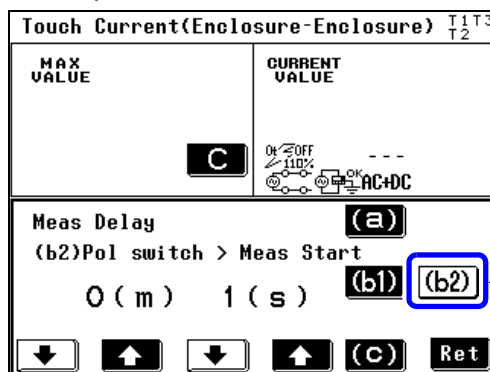 Touch Current(Enclosure-Enclosure) T1T3
T2
MAX
VALUE
CURRENT
VALUE
C
OFF
110%
---
OK
AC+DC
Meas Delay
(a)
(b2)Pol switch > Meas Start
0(m) 1(s)
(b1) (b2)
(c) Ret